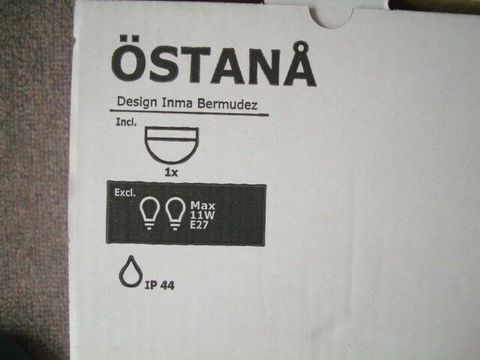 ÖSTANÅ
Design Inma Bermudez
Incl.
1x
Excl.
Max
11W
E27
IP 44